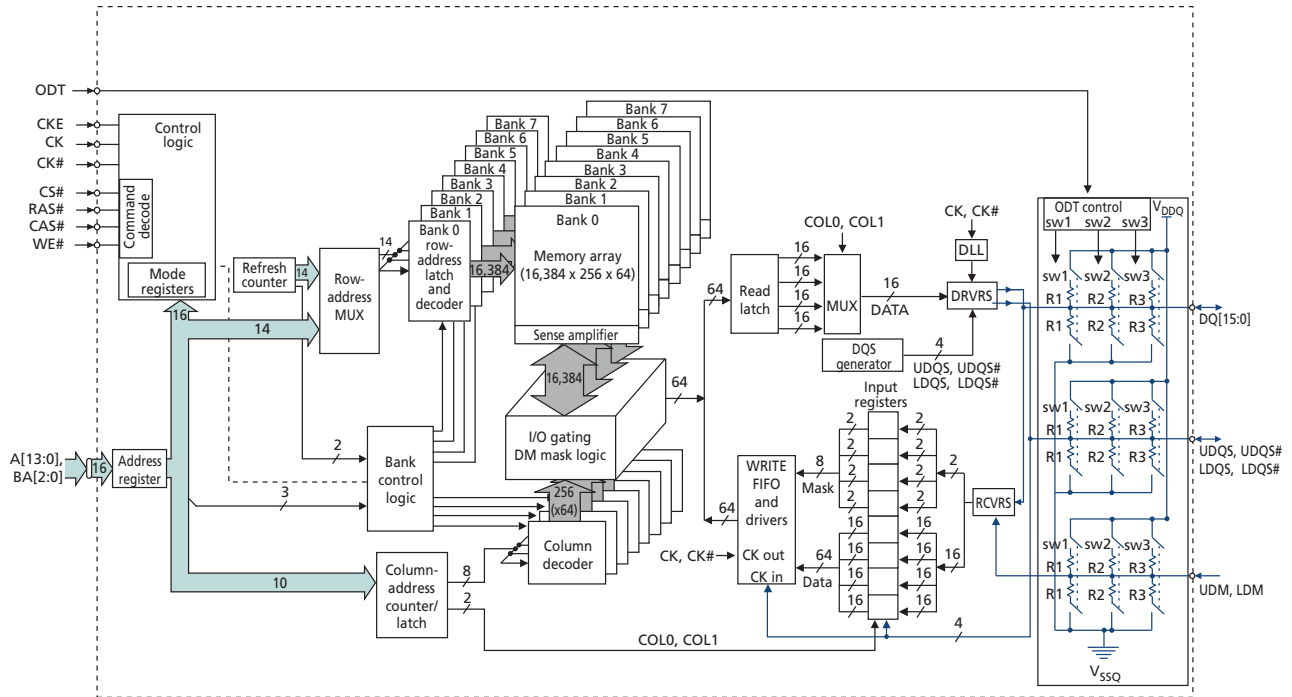 ODT
CKE
CK
CK#
CS#
RAS#
CAS#
WE#
Control
logic
Command
decode
Mode
registers
16
Refresh
counter
14
14
Row-
address
MUX
14
Bank 7
Bank 6
Bank 5
Bank 4
Bank 3
Bank 2
Bank 1
Bank 0
row-
address
latch
and
decoder
16,384
Bank 7
Bank 6
Bank 5
Bank 4
Bank 3
Bank 2
Bank 1
Bank 0
Memory array
(16,384 x 256 x 64)
Sense amplifier
16,384
I/O gating
DM mask logic
256
(x64)
Column
decoder
A[13:0],
BA[2:0]
16
Address
register
2
3
Bank
control
logic
10
Column-
address
counter/
latch
8
2
COL0, COL1
64
64
Read
latch
16
16
16
16
COL0, COL1
MUX
16
DATA
CK, CK#
DLL
DRVRS
DQS
generator
4
UDQS, UDQS#
LDQS, LDQS#
Input
registers
64
WRITE
FIFO
and
drivers
CK out
CK in
CK, CK#
8
Mask
64
Data
2
2
2
2
16
16
16
16
2
2
2
2
16
16
16
16
2
16
RCVRS
4
ODT control
sw1 sw2 sw3
VDDQ
sw1 sw2 sw3
R1 R2 R3
R1 R2 R3
DQ[15:0]
sw1 sw2 sw3
R1 R2 R3
R1 R2 R3
UDQS, UDQS#
LDQS, LDQS#
sw1 sw2 sw3
R1 R2 R3
R1 R2 R3
UDM, LDM
VSSQ